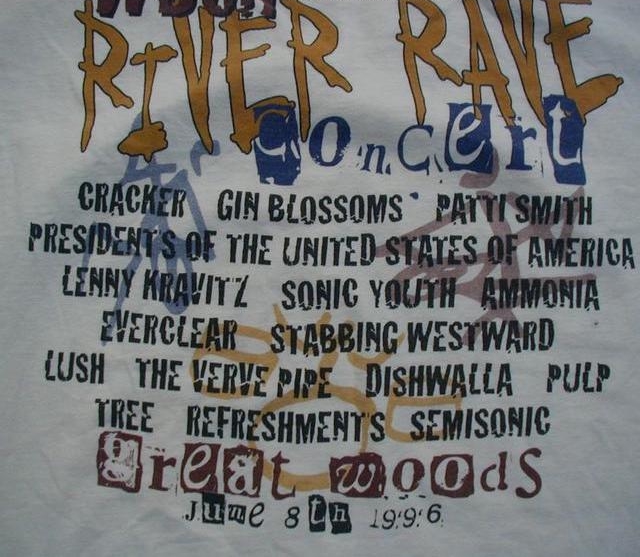 WBCN
RIVER RAVE
concert
CRACKER GIN BLOSSOMS PATTI SMITH
PRESIDENTS OF THE UNITED STATES OF AMERICA
LENNY KRAVITZ SONIC YOUTH AMMONIA
EVERCLEAR STABBING WESTWARD
LUSH THE VERVE PIPE DISHWALLA PULP
TREE REFRESHMENTS SEMISONIC
great woods
June 8th 1996